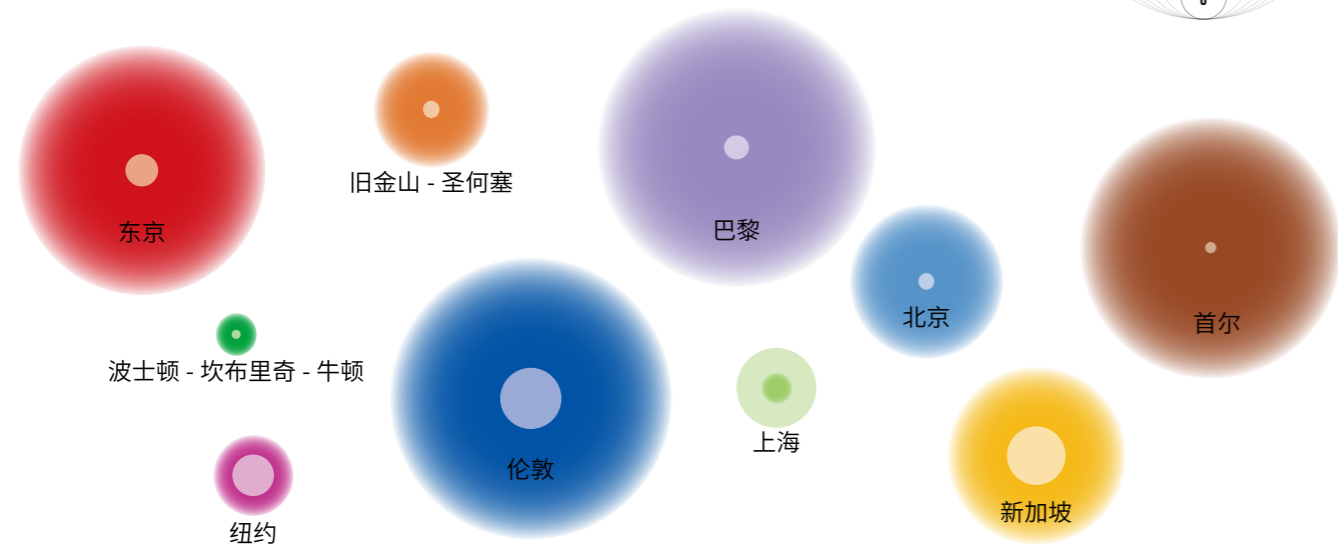 旧金山 - 圣何塞
东京
巴黎
北京
首尔
波士顿 - 坎布里奇 - 牛顿
上海
伦敦
新加坡
纽约